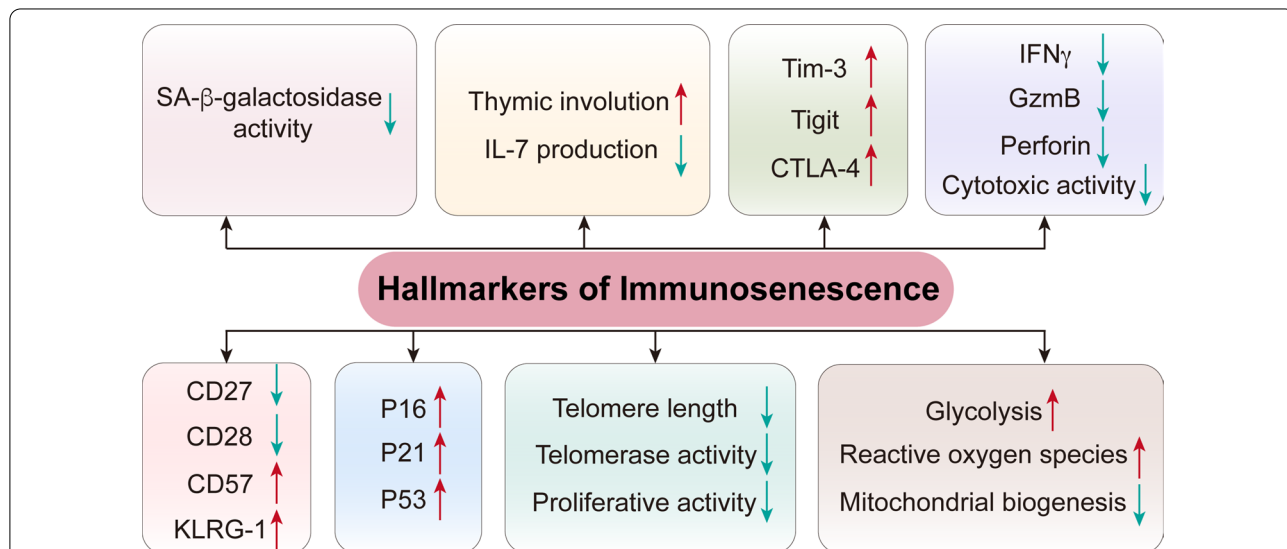 SA-β-galactosidase
activity
Thymic involution
IL-7 production
Tim-3
Tigit
CTLA-4
IFNγ
GzmB
Perforin
Cytotoxic activity
Hallmarkers of Immunosenescence
CD27
CD28
CD57
KLRG-1
P16
P21
P53
Telomere length
Telomerase activity
Proliferative activity
Glycolysis
Reactive oxygen species
Mitochondrial biogenesis